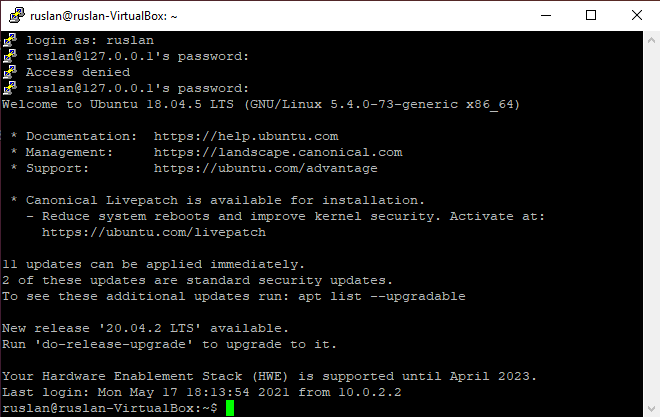 ruslan@ruslan-VirtualBox: ~
login as: ruslan
ruslan@127.0.0.1's password:
Access denied
ruslan@127.0.0.1's password:
Welcome to Ubuntu 18.04.5 LTS (GNU/Linux 5.4.0-73-generic x86_64)
* Documentation:  https://help.ubuntu.com
* Management:     https://landscape.canonical.com
* Support:        https://ubuntu.com/advantage
* Canonical Livepatch is available for installation.
- Reduce system reboots and improve kernel security. Activate at:
https://ubuntu.com/livepatch
11 updates can be applied immediately.
2 of these updates are standard security updates.
To see these additional updates run: apt list --upgradable
New release '20.04.2 LTS' available.
Run 'do-release-upgrade' to upgrade to it.
Your Hardware Enablement Stack (HWE) is supported until April 2023.
Last login: Mon May 17 18:13:54 2021 from 10.0.2.2
ruslan@ruslan-VirtualBox:~$